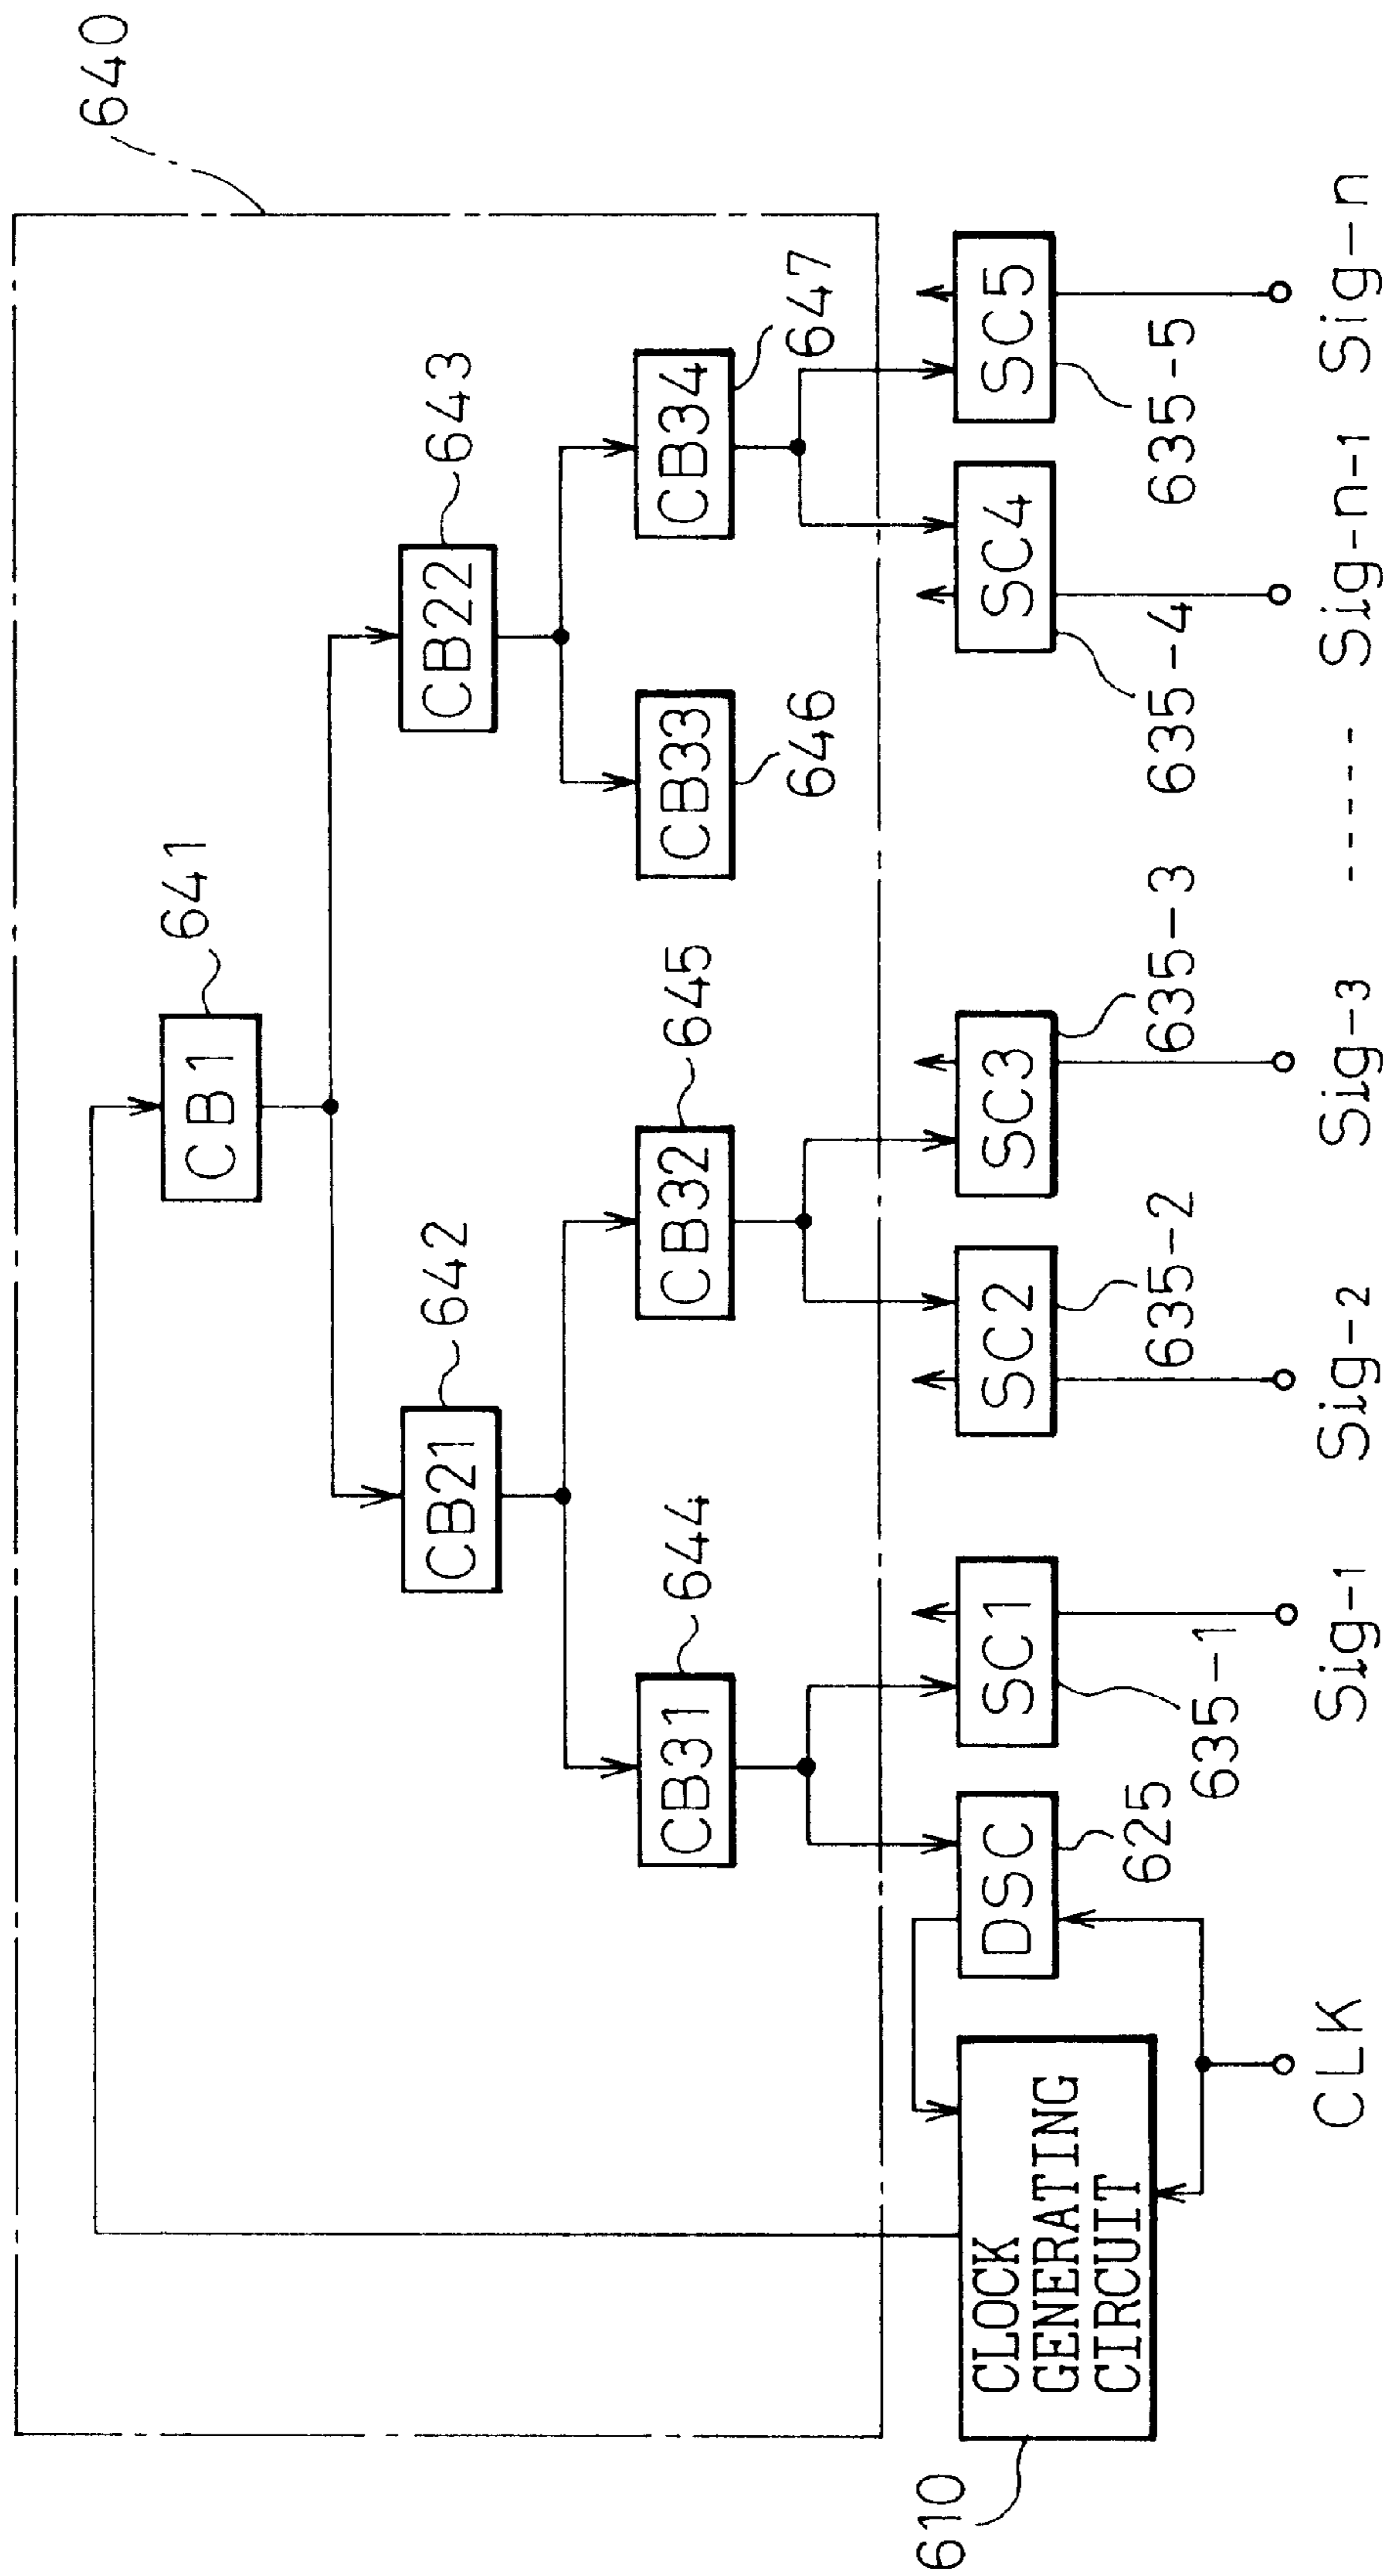 640
CB1
641
CB21
642
CB22
643
CB31
644
CB32
645
CB33
646
CB34
647
610
CLOCK
GENERATING
CIRCUIT
DSC
625
SC1
635-1
SC2
635-2
SC3
635-3
SC4
635-4
SC5
635-5
CLK
Sig-1
Sig-2
Sig-3
-----
Sig-n-1
Sig-n